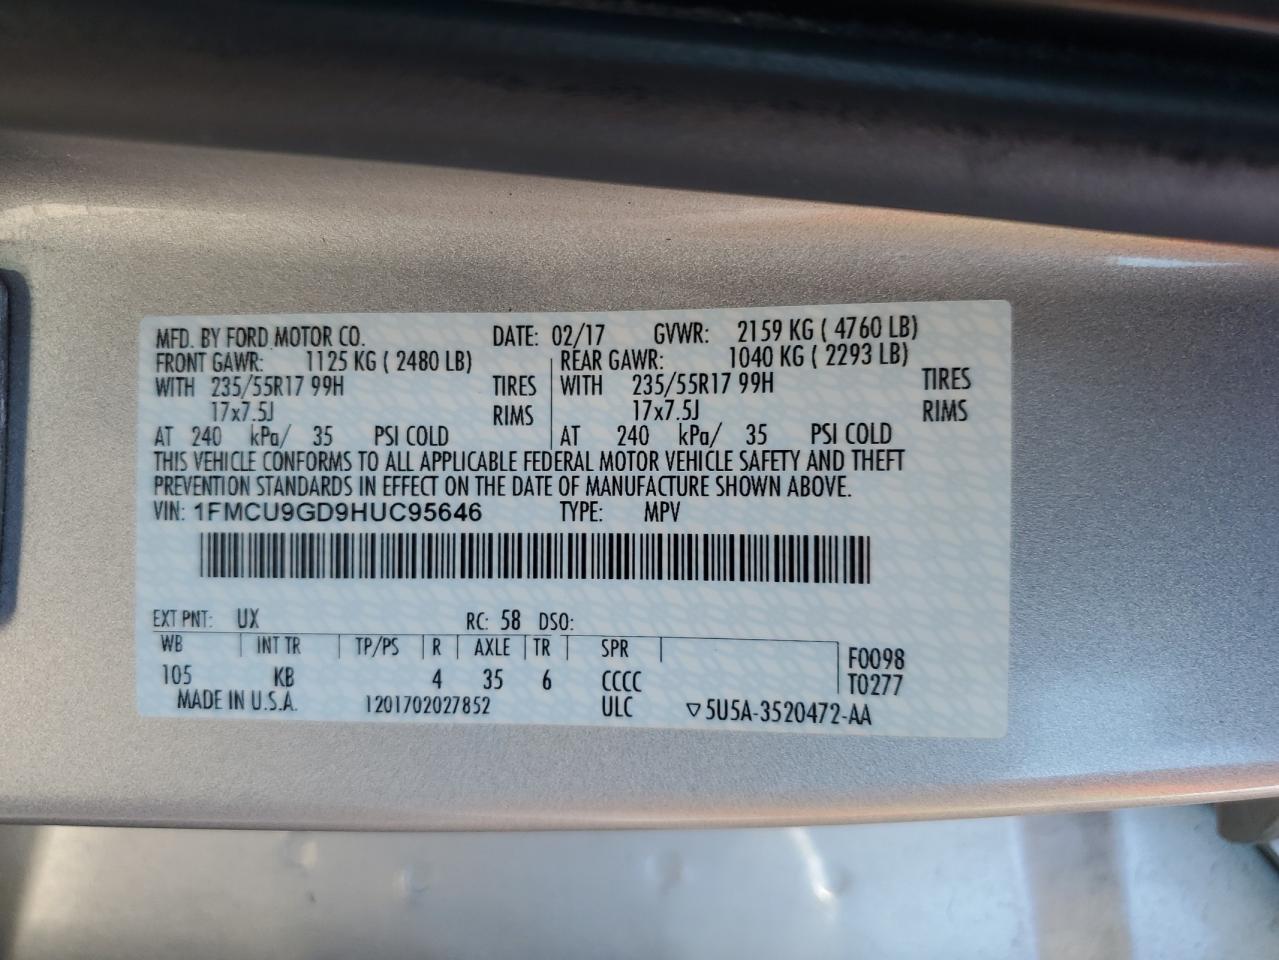 MFD. BY FORD MOTOR CO. DATE: 02/17 GVWR: 2159 KG ( 4760 LB)
FRONT GAWR: 1125 KG ( 2480 LB) REAR GAWR: 1040 KG ( 2293 LB)
WITH 235/55R17 99H TIRES WITH 235/55R17 99H TIRES
17x7.5J RIMS 17x7.5J RIMS
AT 240 kPa/ 35 PSI COLD AT 240 kPa/ 35 PSI COLD
THIS VEHICLE CONFORMS TO ALL APPLICABLE FEDERAL MOTOR VEHICLE SAFETY AND THEFT
PREVENTION STANDARDS IN EFFECT ON THE DATE OF MANUFACTURE SHOWN ABOVE.
VIN: 1FMCU9GD9HUC95646 TYPE: MPV
EXT PNT: UX RC: 58 DSO:
WB INT TR TP/PS R AXLE TR SPR F0098
105 KB 4 35 6 CCCC T0277
MADE IN U.S.A. 1201702027852 ULC ▽5U5A-3520472-AA